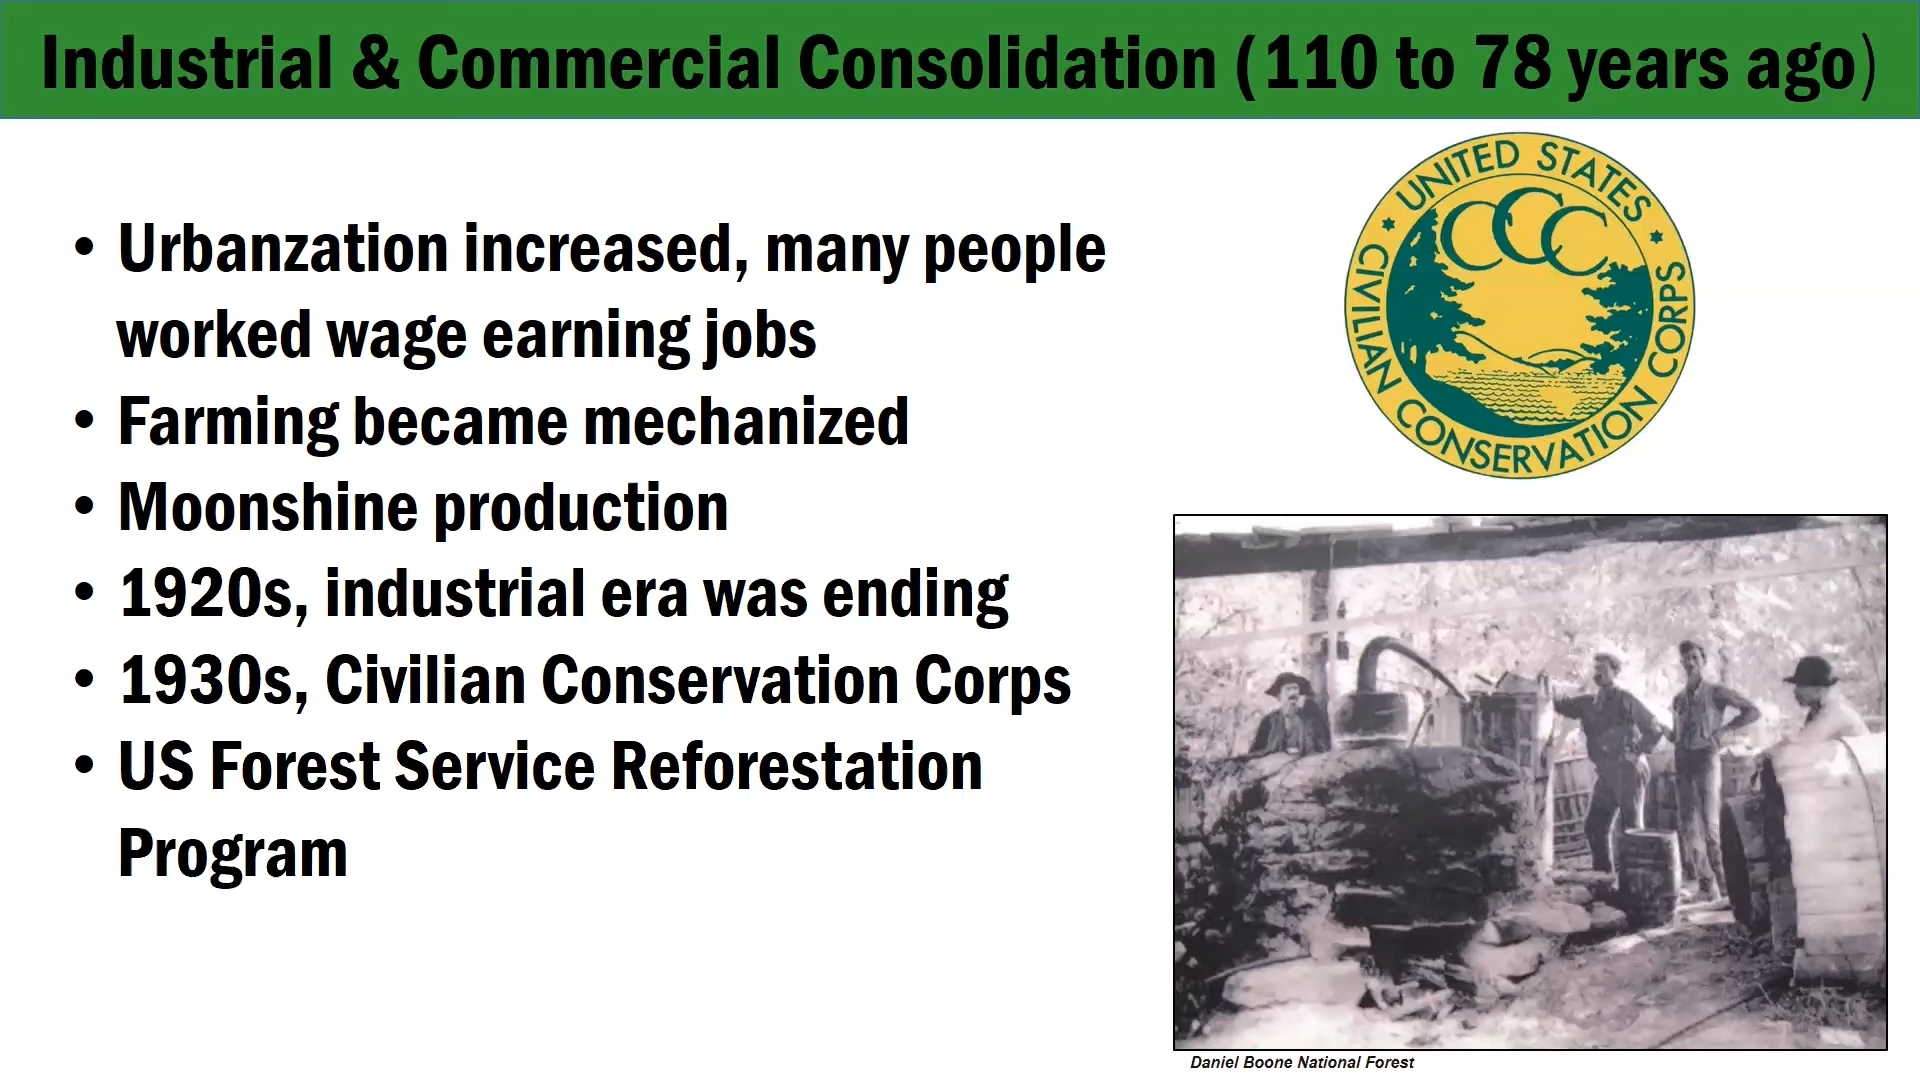 Industrial & Commercial Consolidation (110 to 78 years ago)
• Urbanzation increased, many people
worked wage earning jobs
• Farming became mechanized
• Moonshine production
• 1920s, industrial era was ending
• 1930s, Civilian Conservation Corps
• US Forest Service Reforestation
Program
UNITED STATES
CCC
CIVILIAN CONSERVATION CORPS
Daniel Boone National Forest